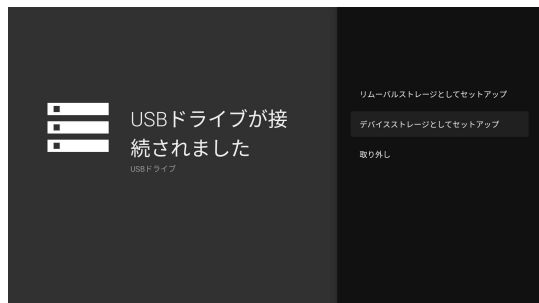 USBドライブが接
続されました
USBドライブ
リムーバルストレージとしてセットアップ
デバイスストレージとしてセットアップ
取り外し